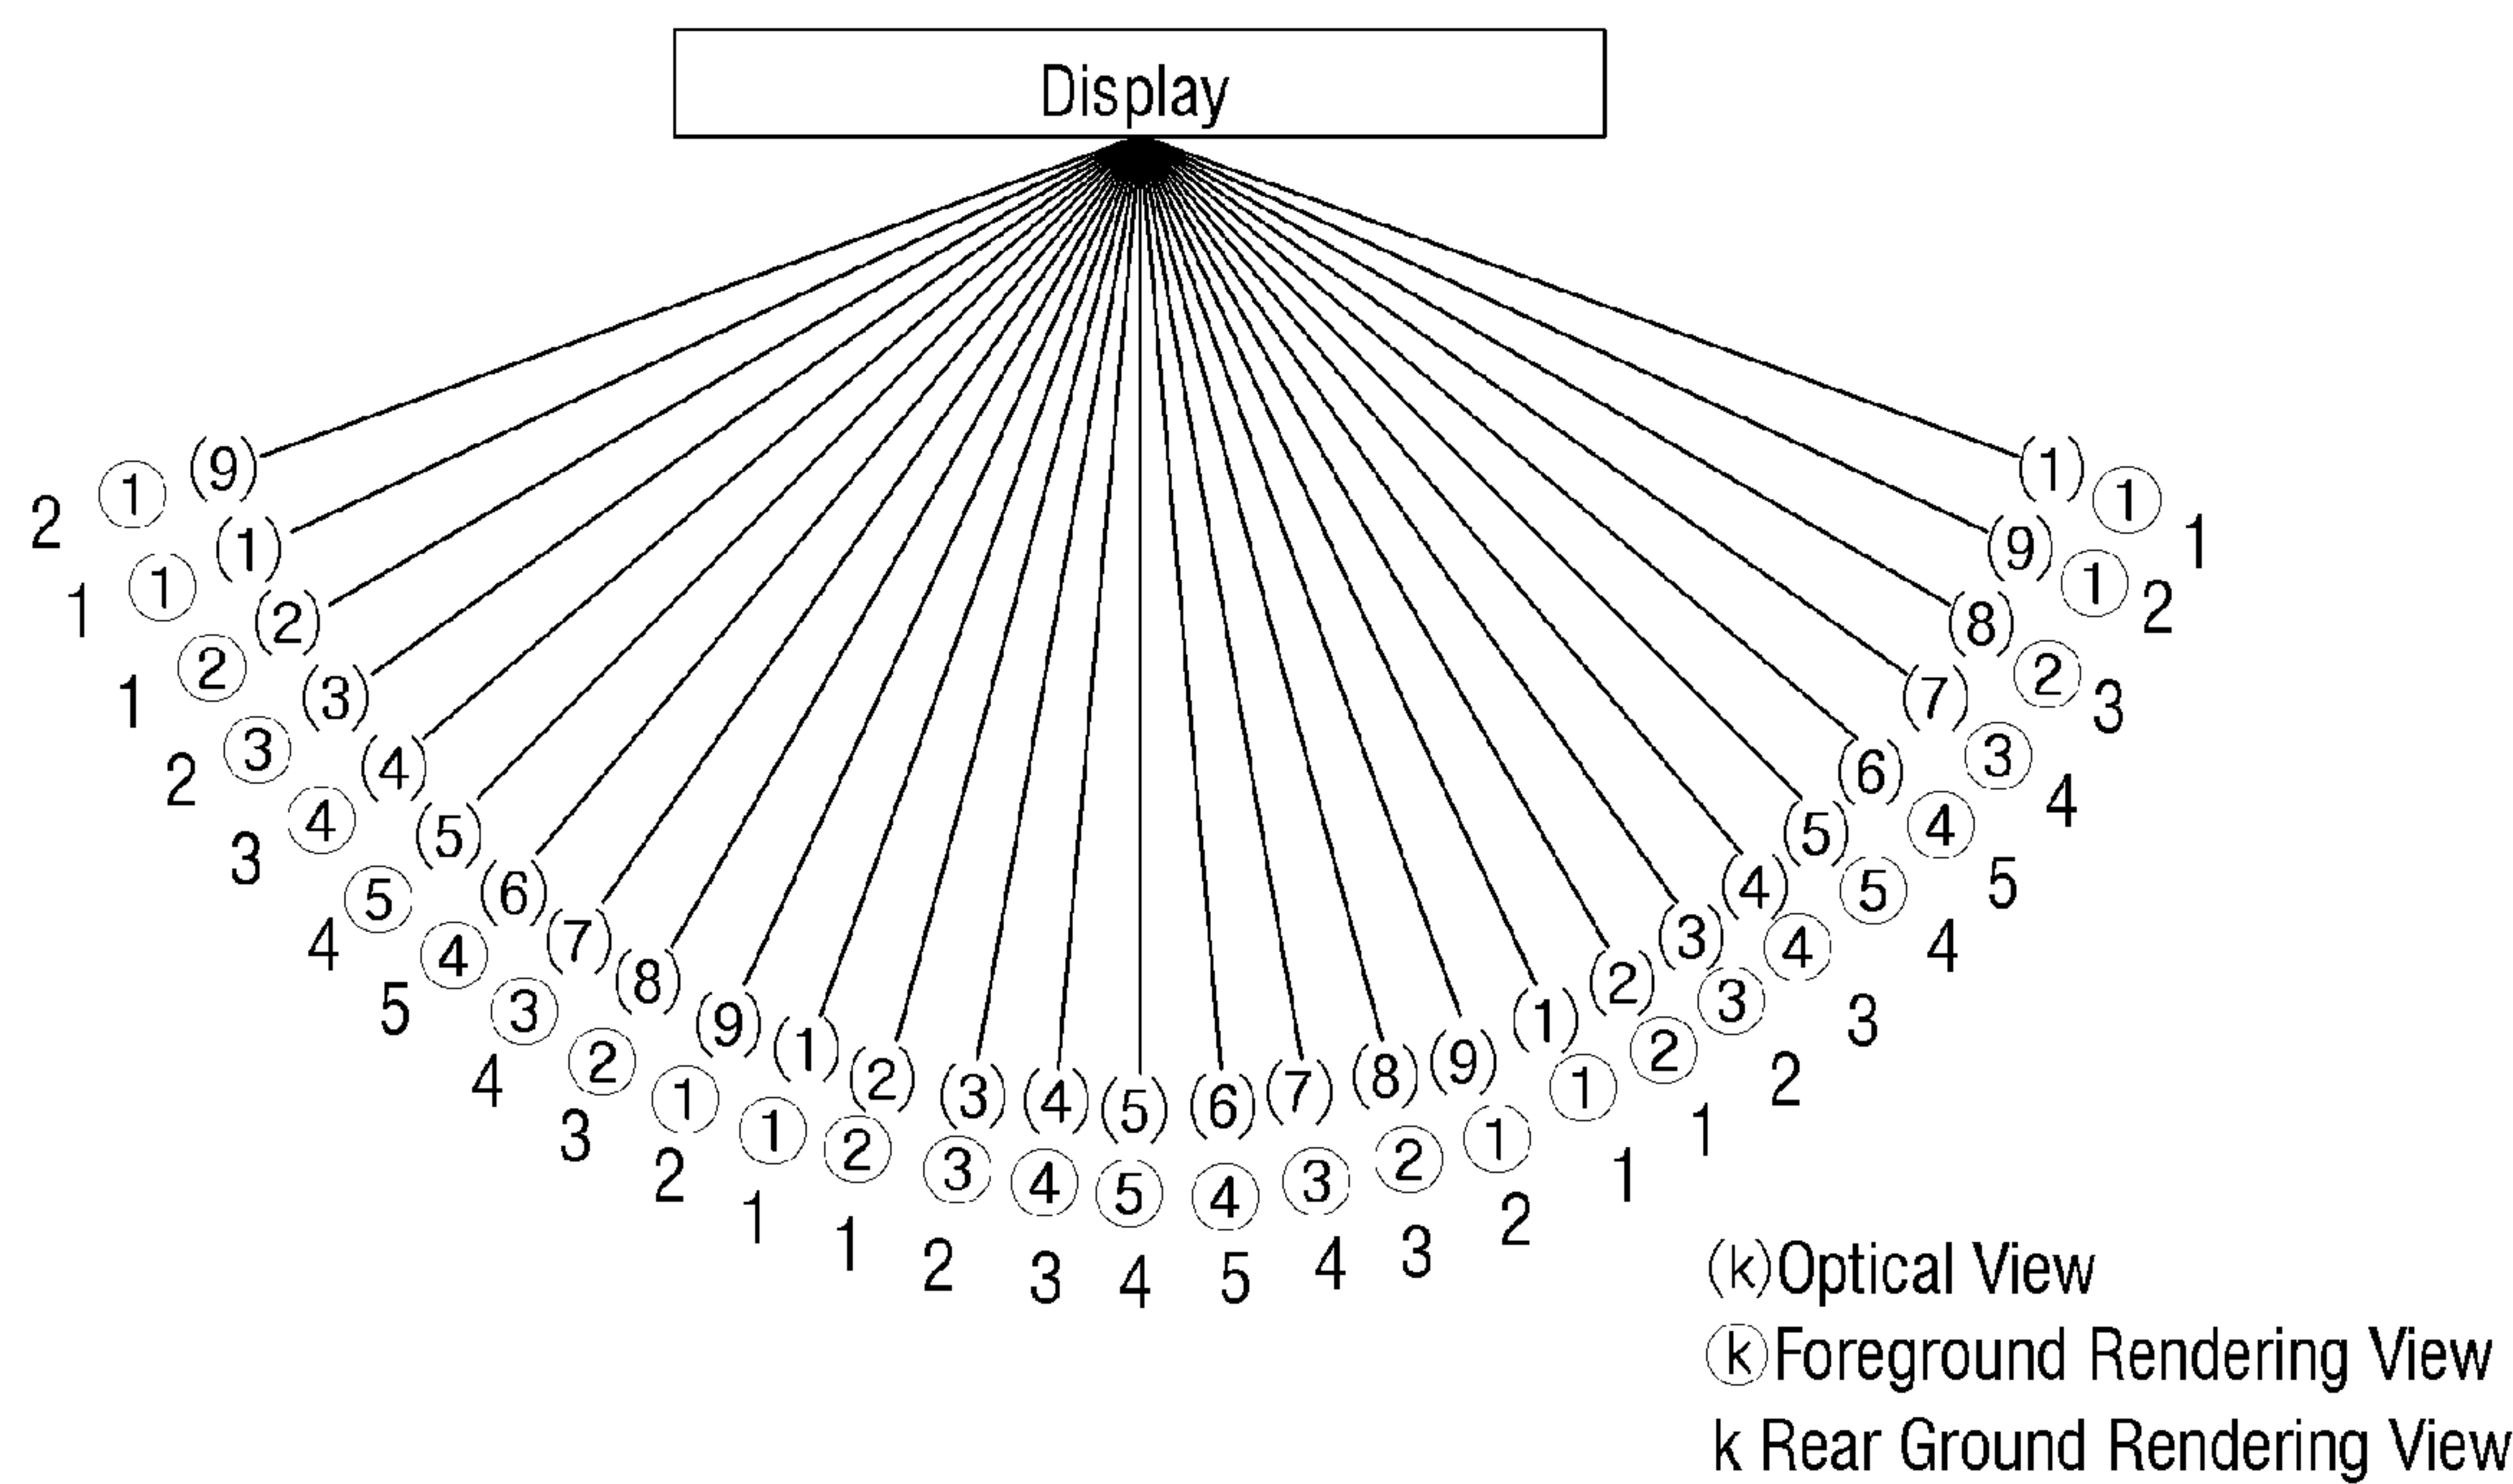 Display
(9) (1) (2) (3) (4) (5) (6) (7) (8) (9) (1) (2) (3) (4) (5) (6) (7) (8) (9) (1) (2) (3) (4) (5) (6) (7) (8) (9) (1)
① ① ② ③ ④ ⑤ ④ ③ ② ① ① ② ③ ④ ⑤ ④ ③ ② ① ① ② ③ ④ ⑤ ④ ③ ② ① ①
2 1 1 2 3 4 5 4 3 2 1 1 2 3 4 5 4 3 2 1 1 2 3 4 5 4 3 2 1
(k) Optical View
ⓚ Foreground Rendering View
k Rear Ground Rendering View